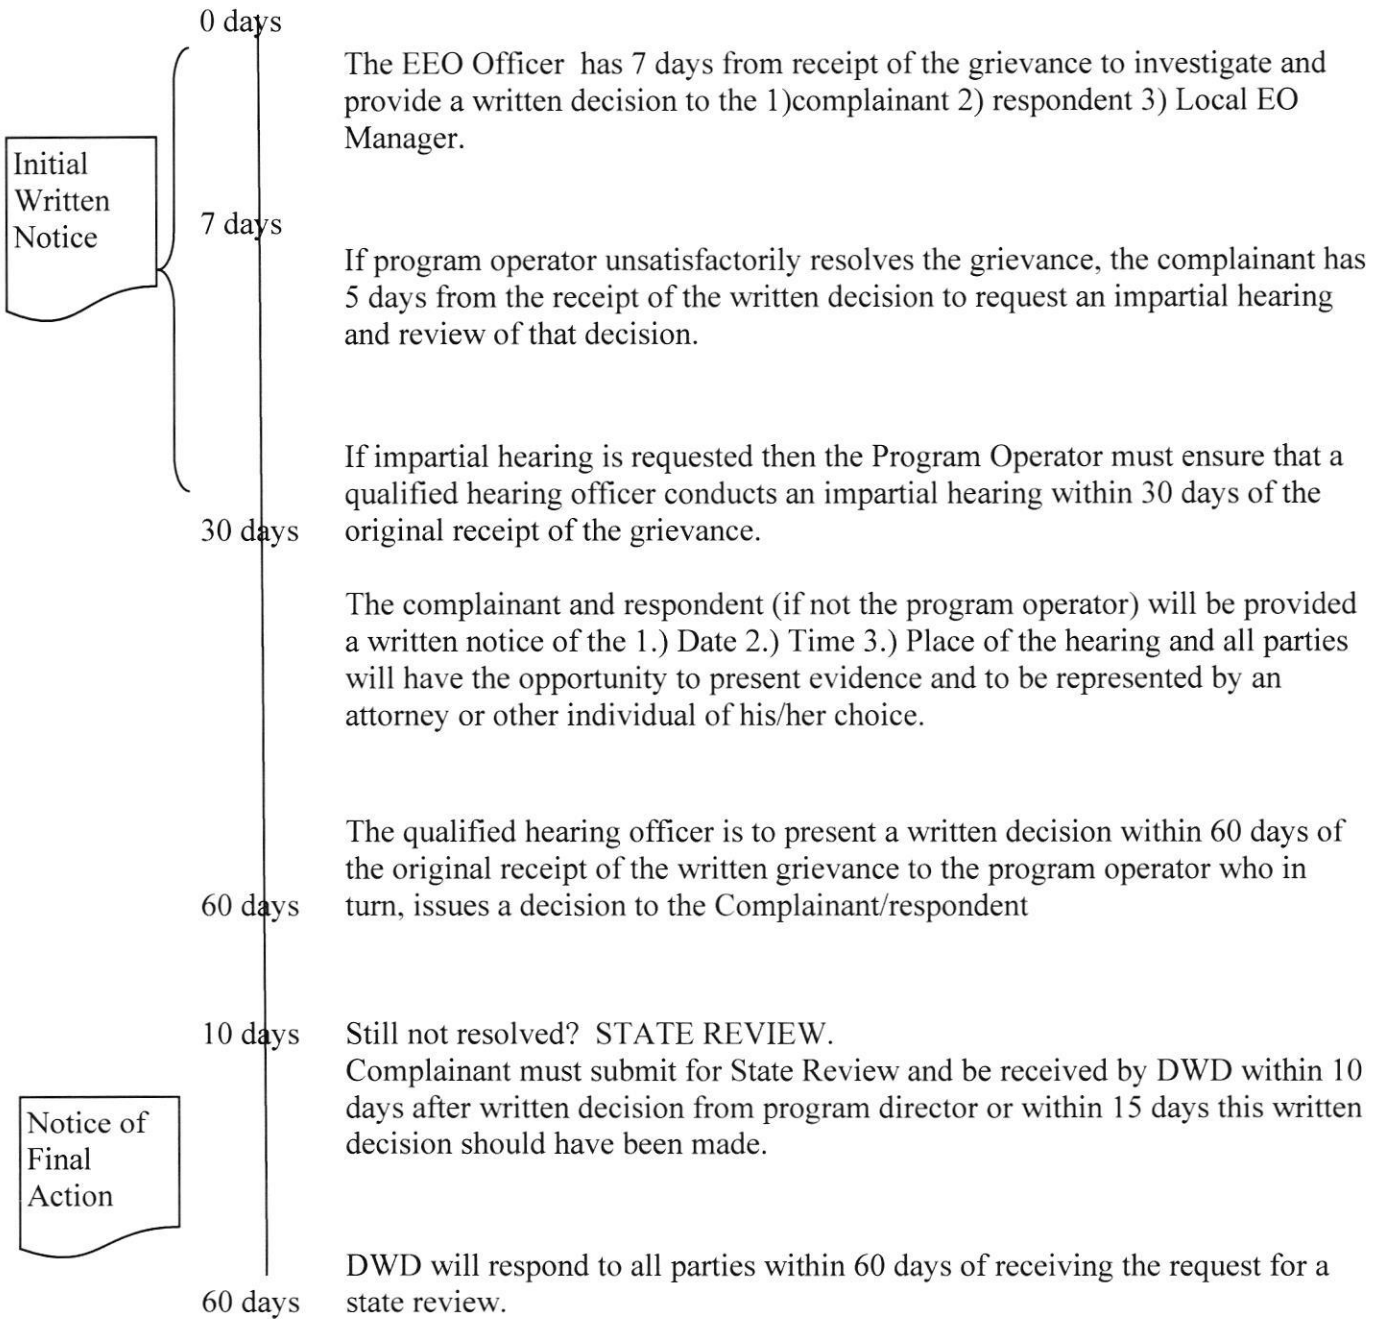 0 days
The EEO Officer  has 7 days from receipt of the grievance to investigate and
provide a written decision to the 1)complainant 2) respondent 3) Local EO
Manager.
Initial
Written
Notice
7 days
If program operator unsatisfactorily resolves the grievance, the complainant has
5 days from the receipt of the written decision to request an impartial hearing
and review of that decision.
If impartial hearing is requested then the Program Operator must ensure that a
qualified hearing officer conducts an impartial hearing within 30 days of the
30 days original receipt of the grievance.
The complainant and respondent (if not the program operator) will be provided
a written notice of the 1.) Date 2.) Time 3.) Place of the hearing and all parties
will have the opportunity to present evidence and to be represented by an
attorney or other individual of his/her choice.
The qualified hearing officer is to present a written decision within 60 days of
the original receipt of the written grievance to the program operator who in
60 days turn, issues a decision to the Complainant/respondent
10 days Still not resolved?  STATE REVIEW.
Complainant must submit for State Review and be received by DWD within 10
days after written decision from program director or within 15 days this written
decision should have been made.
Notice of
Final
Action
DWD will respond to all parties within 60 days of receiving the request for a
60 days state review.